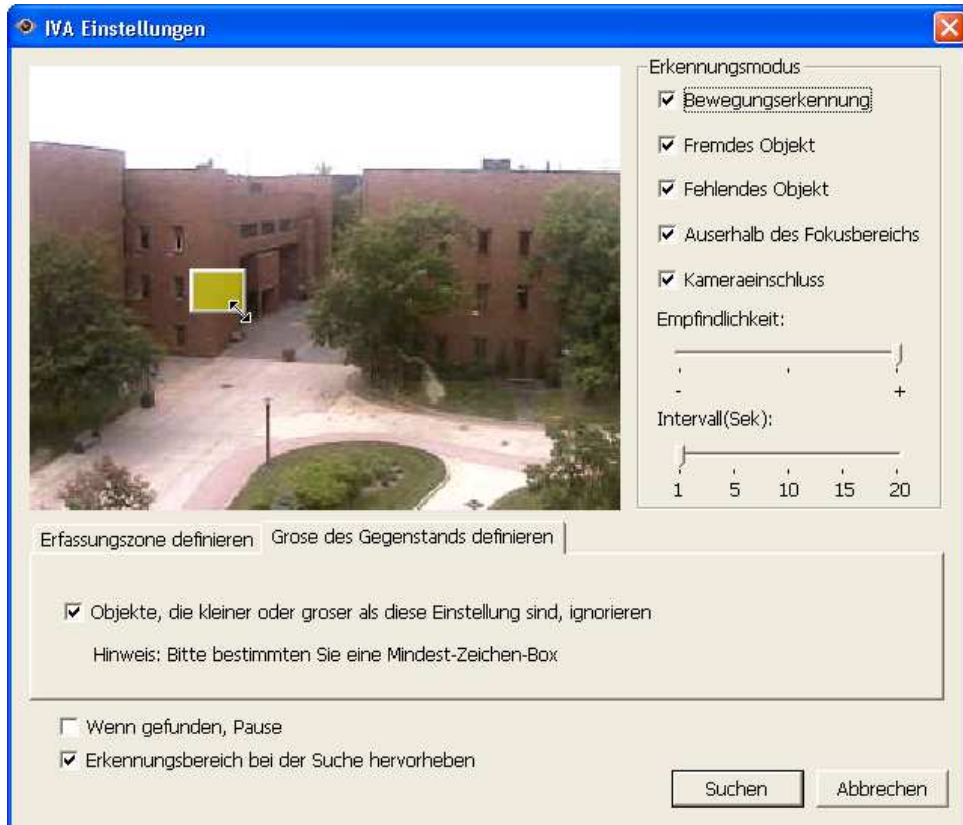 IVA Einstellungen
Erkennungsmodus
Bewegungserkennung
Fremdes Objekt
Fehlendes Objekt
Auserhalb des Fokusbereichs
Kameraeinschluss
Empfindlichkeit:
- +
Intervall(Sek):
1 5 10 15 20
Erfassungszone definieren Grose des Gegenstands definieren
Objekte, die kleiner oder groser als diese Einstellung sind, ignorieren
Hinweis: Bitte bestimmten Sie eine Mindest-Zeichen-Box
Wenn gefunden, Pause
Erkennungsbereich bei der Suche hervorheben
Suchen Abbrechen